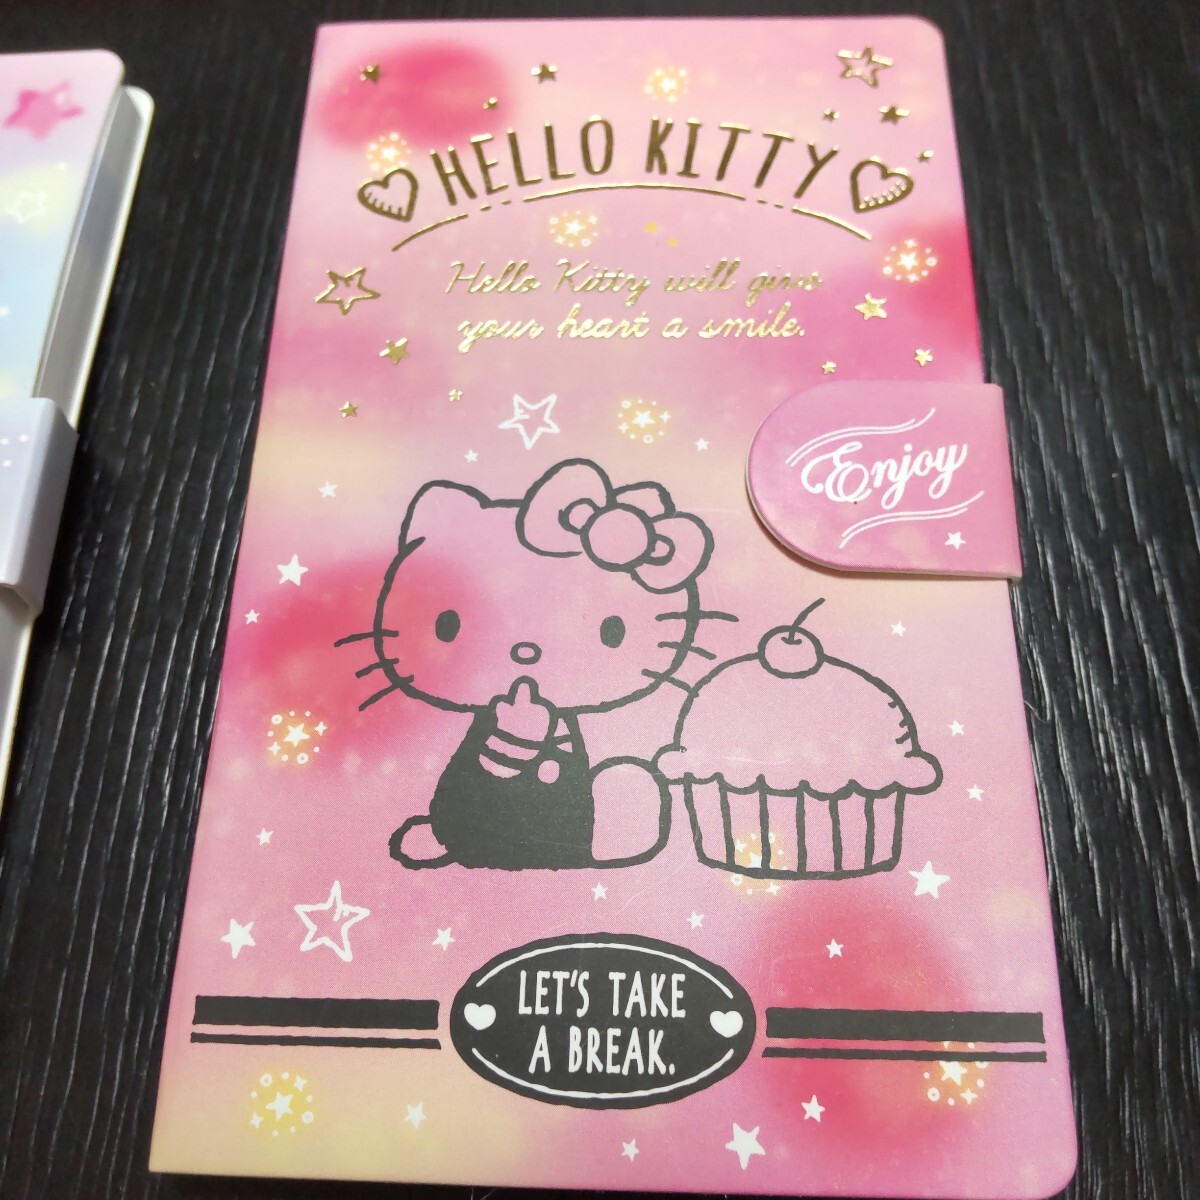 HELLO KITTY
Hello Kitty will give
your heart a smile.
Enjoy
LET'S TAKE
A BREAK.